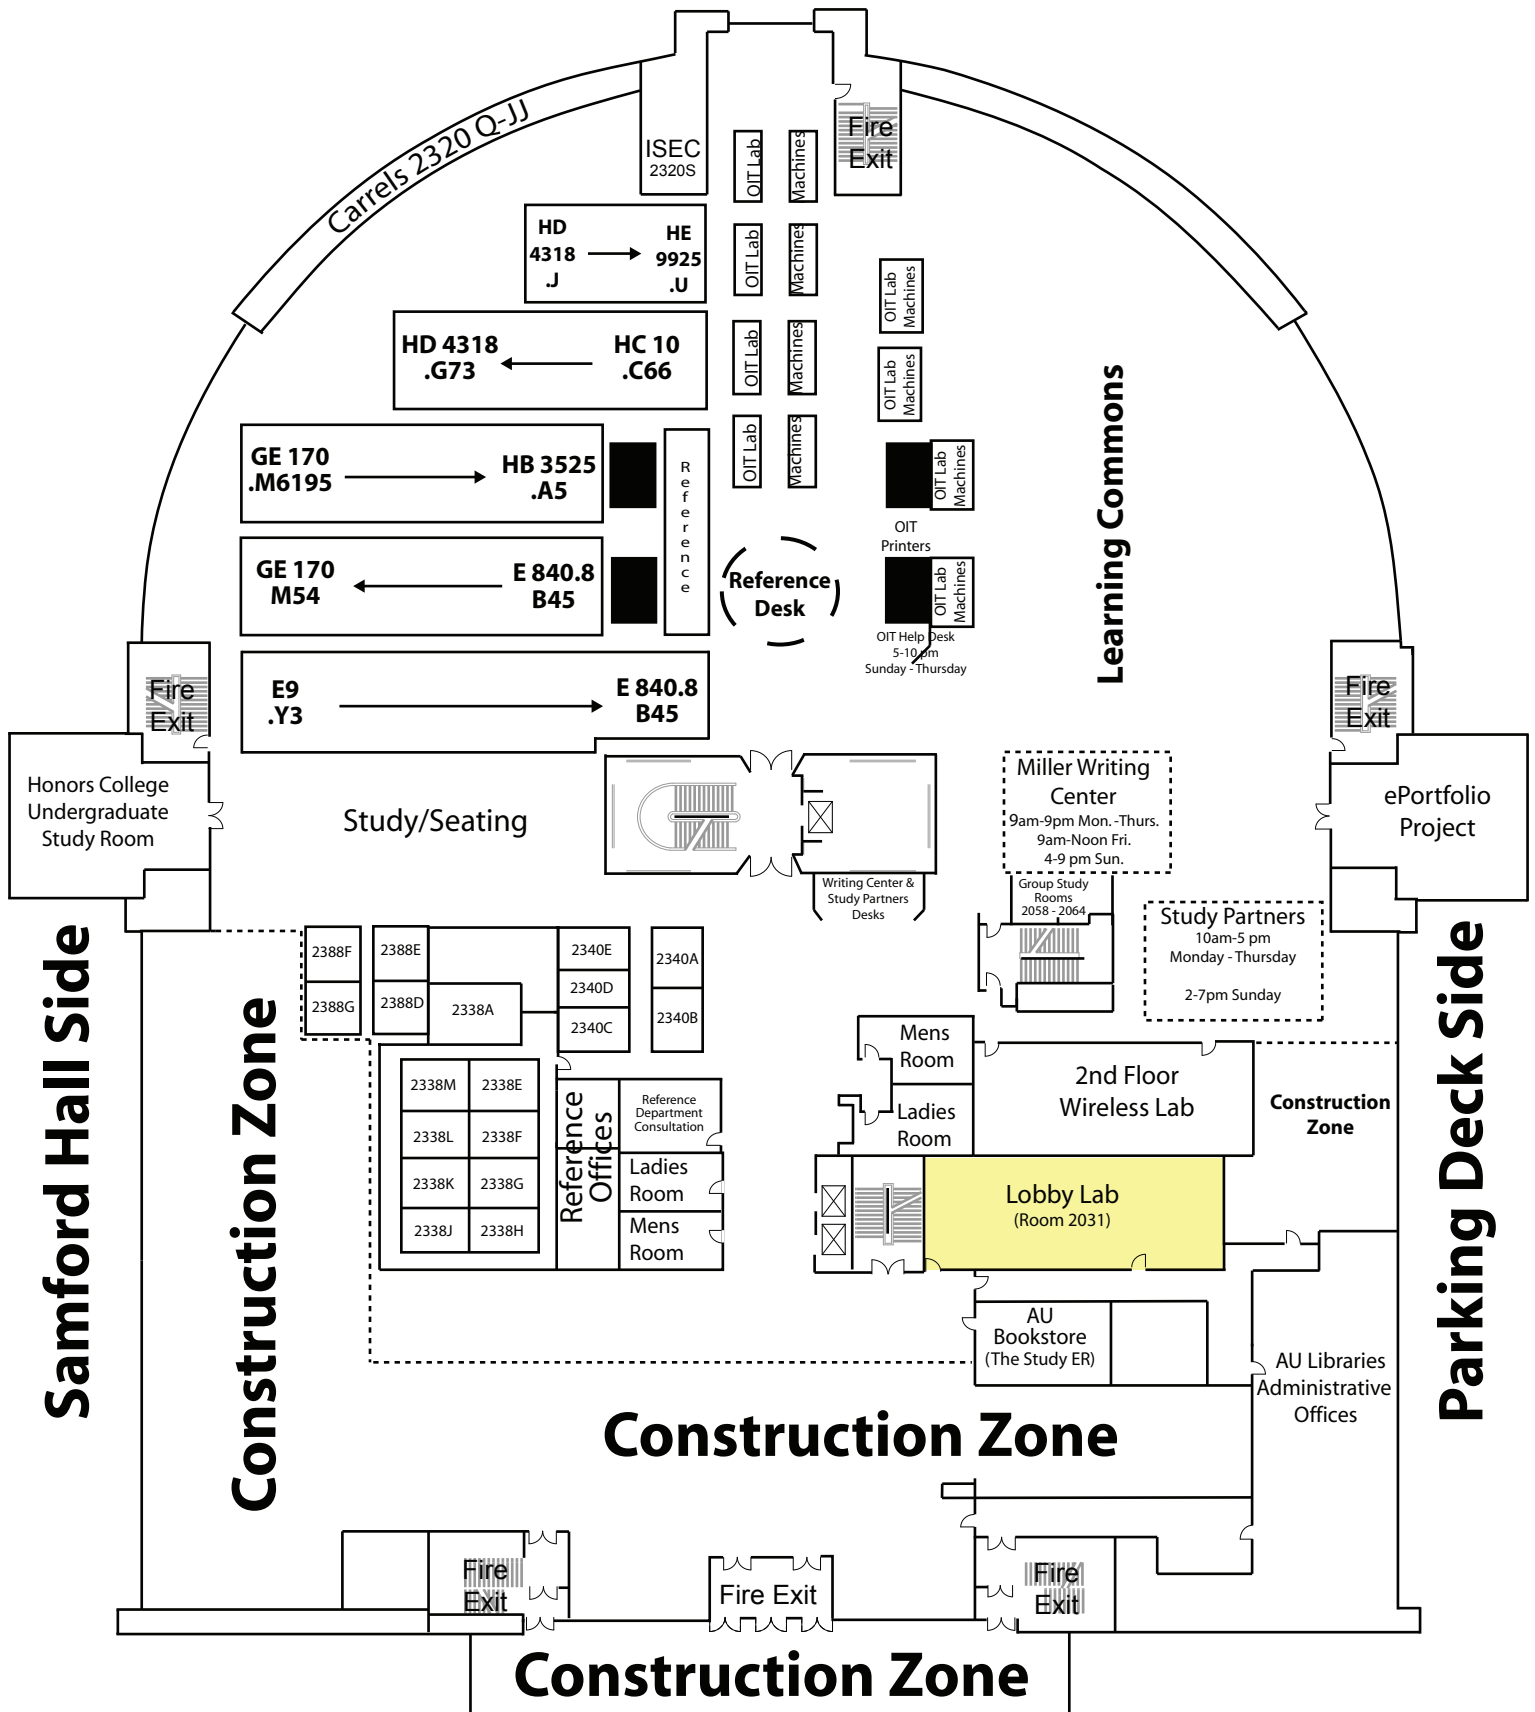 Carrels 2320 Q-JJ
ISEC
2320S
Fire
Exit
OIT Lab
Machines
OIT Lab
Machines
OIT Lab
Machines
OIT Lab
Machines
HD
4318
.J
HE
9925
.U
HD 4318
.G73
HC 10
.C66
GE 170
.M6195
HB 3525
.A5
GE 170
M54
E 840.8
B45
E9
.Y3
E 840.8
B45
Reference
Reference
Desk
OIT Lab
Machines
OIT Lab
Machines
OIT Lab
Machines
OIT
Printers
OIT Lab
Machines
OIT Help Desk
5-10 pm
Sunday - Thursday
Learning Commons
Fire
Exit
Fire
Exit
Honors College
Undergraduate
Study Room
Study/Seating
Miller Writing
Center
9am-9pm Mon. -Thurs.
9am-Noon Fri.
4-9 pm Sun.
ePortfolio
Project
Writing Center &
Study Partners
Desks
Group Study
Rooms
2058 - 2064
Study Partners
10am-5 pm
Monday - Thursday
2-7pm Sunday
Samford Hall Side
Construction Zone
2388F
2388G
2388E
2388D
2338A
2340E
2340D
2340C
2340A
2340B
2338M
2338E
2338L
2338F
2338K
2338G
2338J
2338H
Reference
Offices
Reference
Department
Consultation
Ladies
Room
Mens
Room
Mens
Room
Ladies
Room
2nd Floor
Wireless Lab
Construction
Zone
Lobby Lab
(Room 2031)
Parking Deck Side
AU
Bookstore
(The Study ER)
AU Libraries
Administrative
Offices
Construction Zone
Fire
Exit
Fire Exit
Fire
Exit
Construction Zone